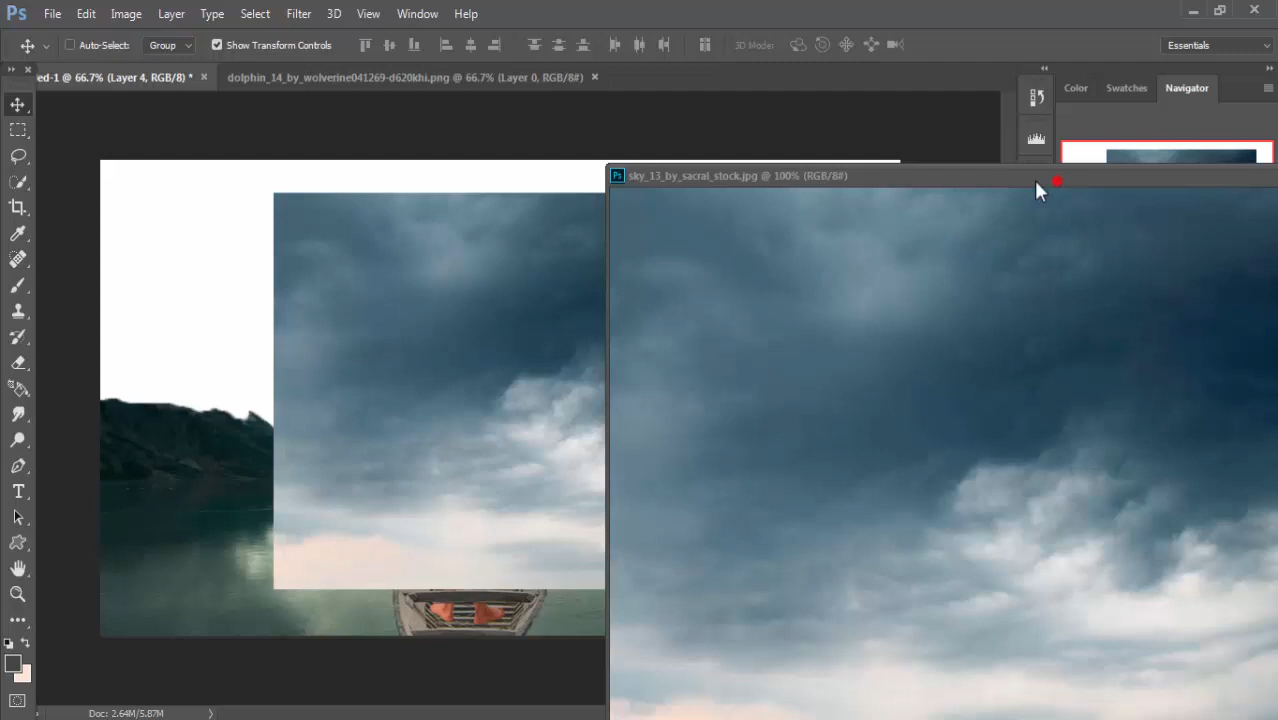 Ps File Edit Image Layer Type Select Filter 3D View Window Help
Auto-Select: Group Show Transform Controls 3D Mode: Essentials
ed-1 @ 66.7% (Layer 4, RGB/8) * × dolphin_14_by_wolverine041269-d620khi.png @ 66.7% (Layer 0, RGB/8#) ×
Color Swatches Navigator
Ps sky_13_by_sacral_stock.jpg @ 100% (RGB/8#)
T
Doc: 2.64M/5.87M